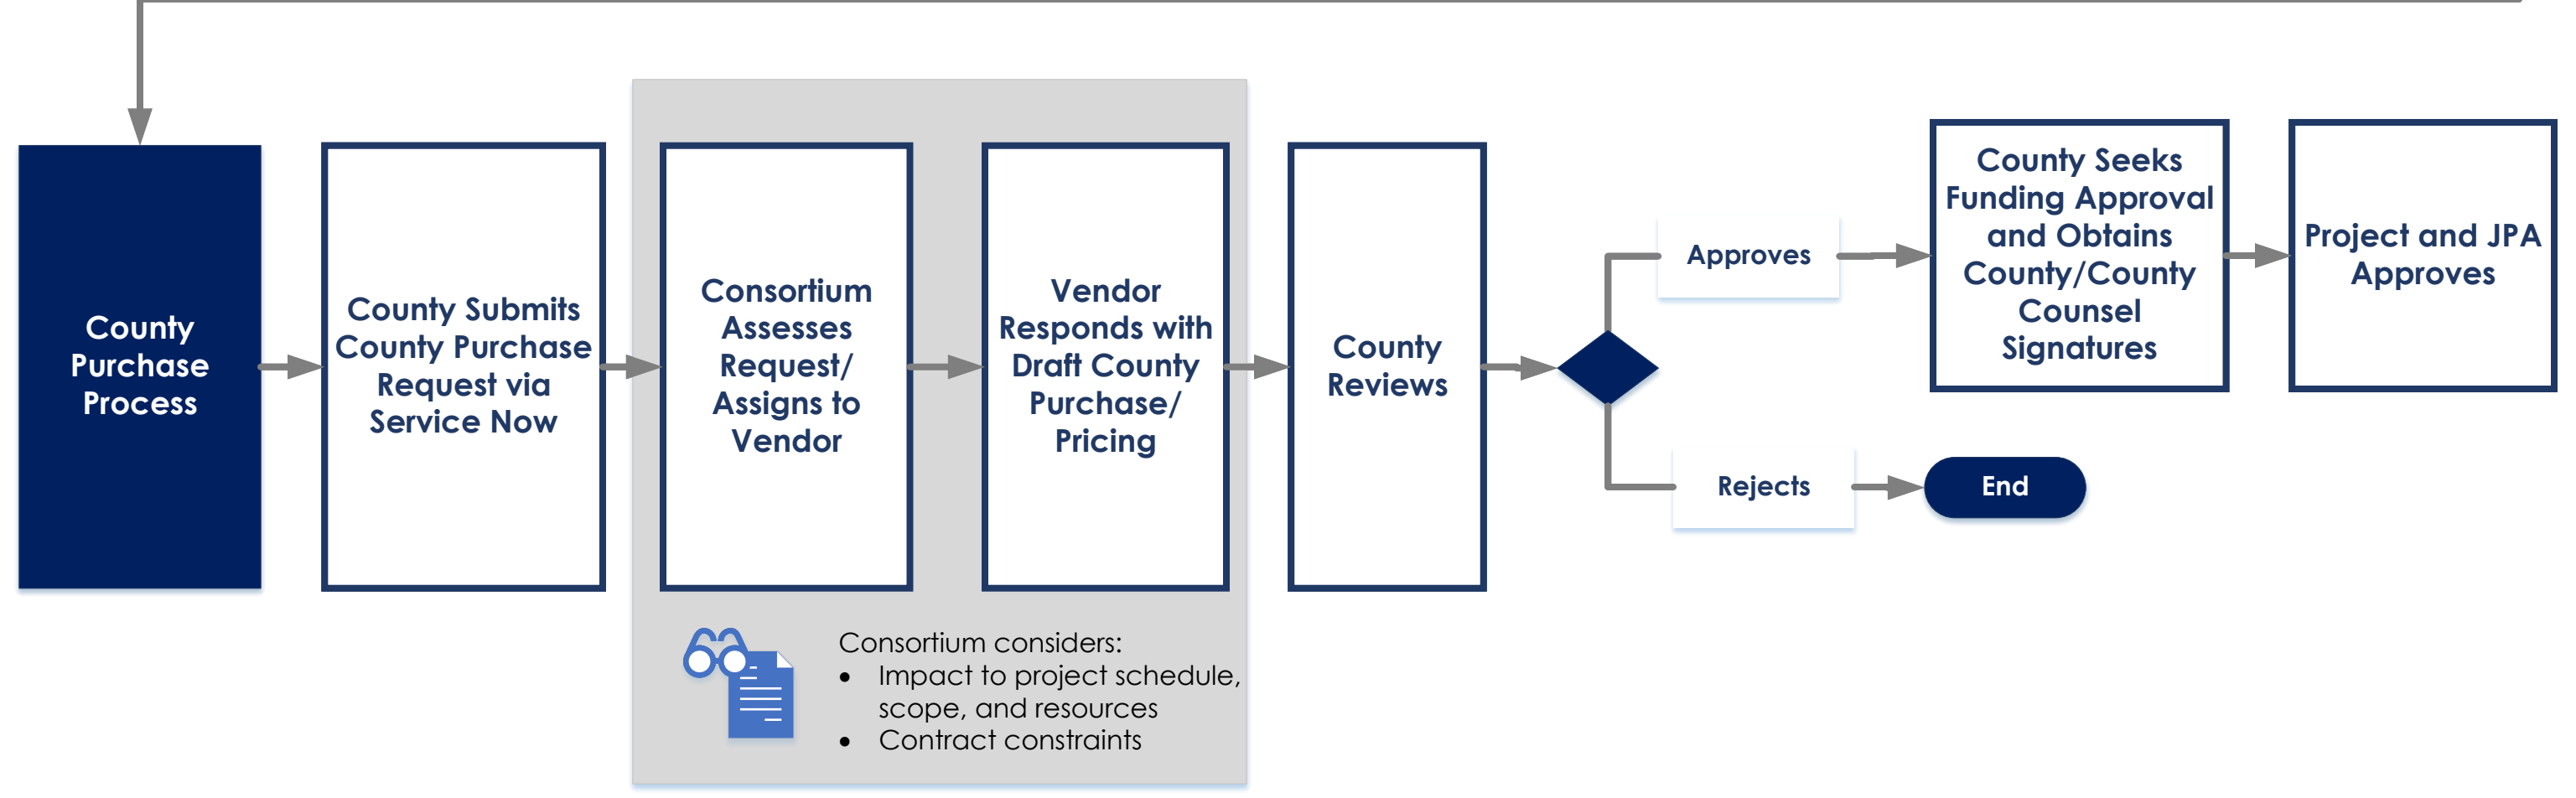 County
Purchase
Process
County Submits
County Purchase
Request via
Service Now
Consortium
Assesses
Request/
Assigns to
Vendor
Vendor
Responds with
Draft County
Purchase/
Pricing
County
Reviews
Approves
Rejects
End
County Seeks
Funding Approval
and Obtains
County/County
Counsel
Signatures
Project and JPA
Approves
Consortium considers:
• Impact to project schedule,
scope, and resources
• Contract constraints